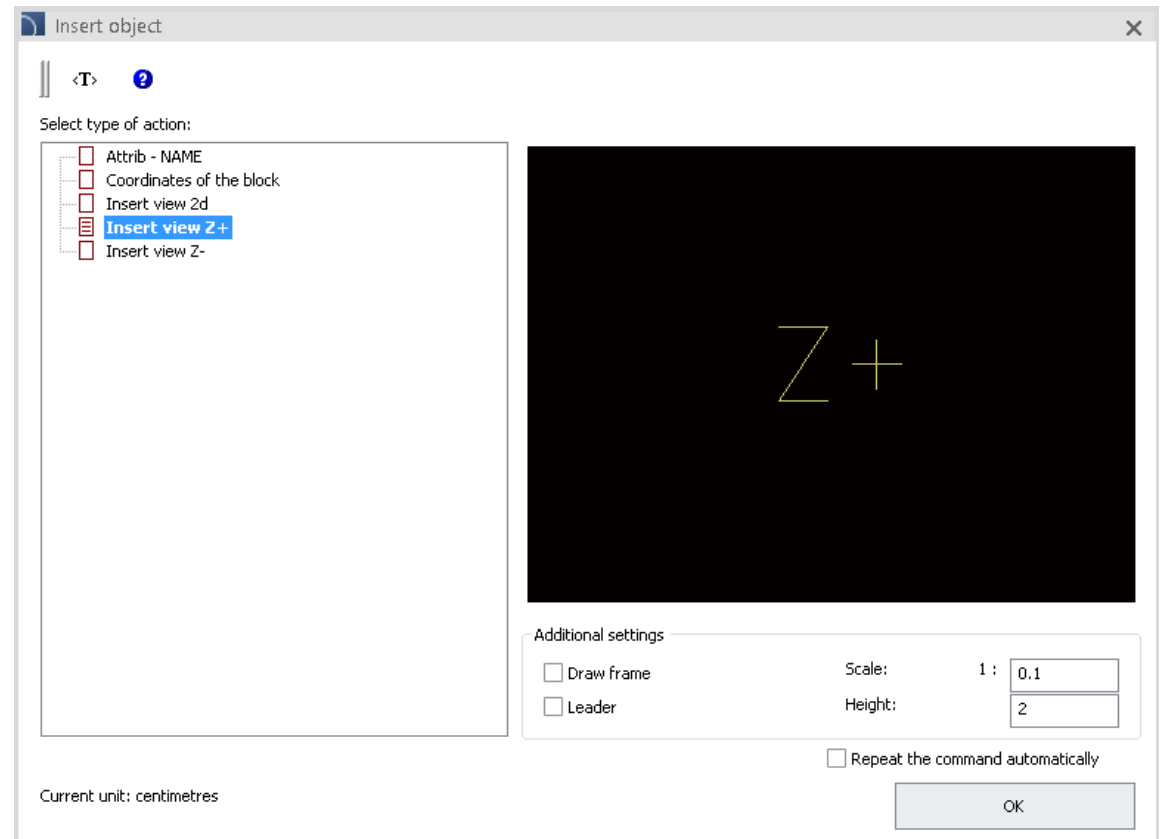 Insert object
<T>
?
Select type of action:
Attrib - NAME
Coordinates of the block
Insert view 2d
Insert view Z+
Insert view Z-
Z+
Additional settings
Draw frame
Scale: 1 : 0.1
Leader
Height: 2
Repeat the command automatically
Current unit: centimetres
OK